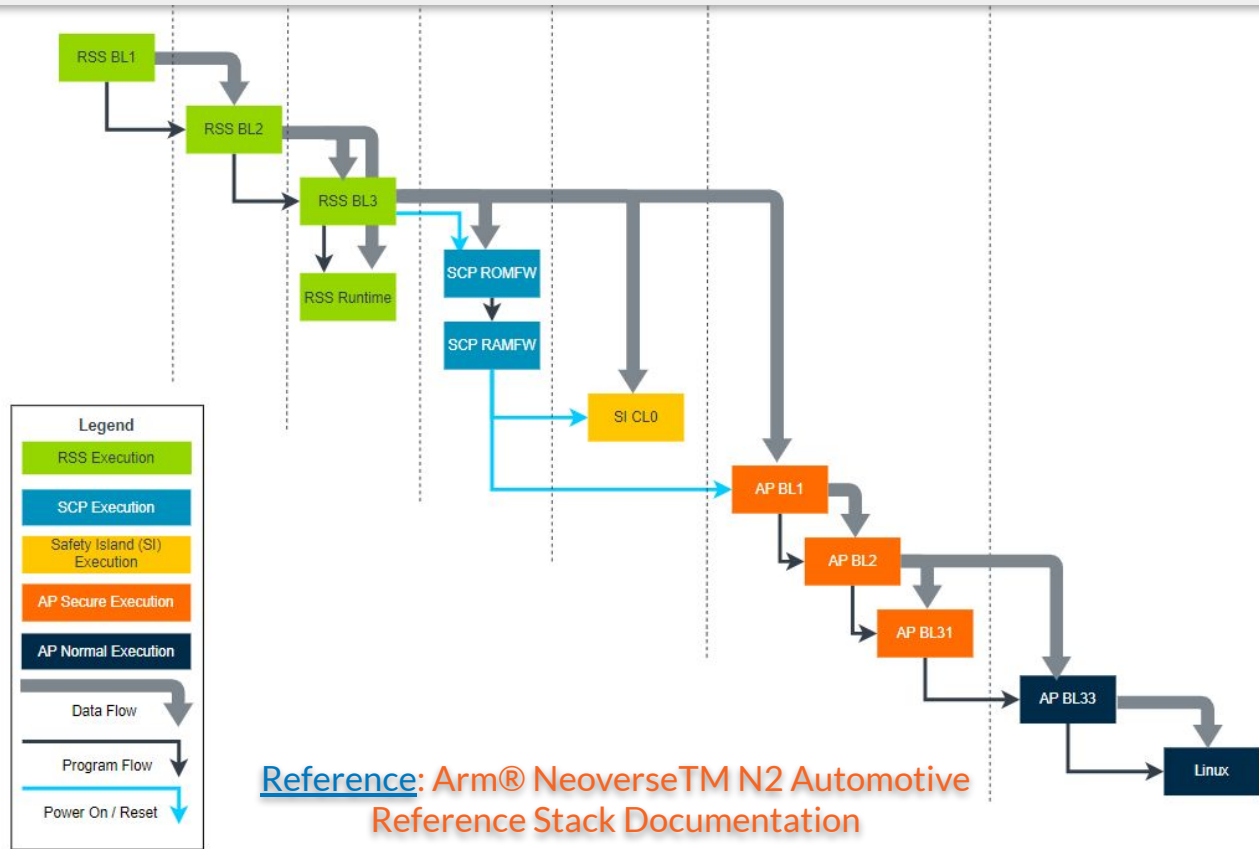 RSS BL1
RSS BL2
RSS BL3
RSS Runtime
SCP ROMFW
SCP RAMFW
SI CL0
AP BL1
AP BL2
AP BL31
AP BL33
Linux
Legend
RSS Execution
SCP Execution
Safety Island (SI)
Execution
AP Secure Execution
AP Normal Execution
Data Flow
Program Flow
Power On / Reset
Reference: Arm® NeoverseTM N2 Automotive
Reference Stack Documentation